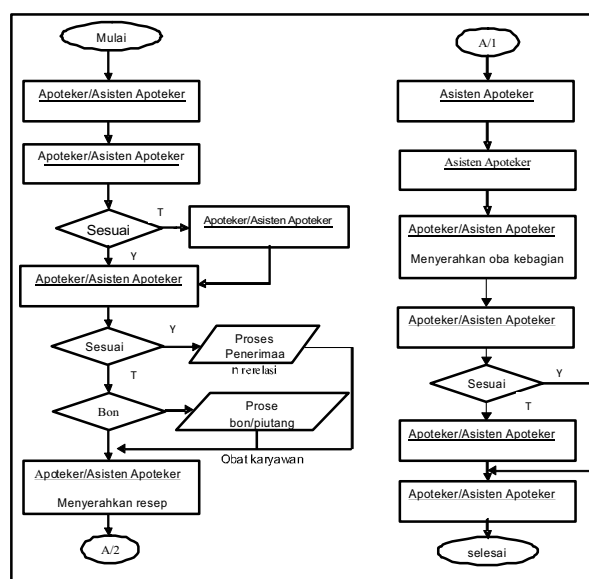 Mulai
Apoteker/Asisten Apoteker
Apoteker/Asisten Apoteker
Sesuai
T
Apoteker/Asisten Apoteker
Y
Apoteker/Asisten Apoteker
Sesuai
Y
Proses
Penerimaa
n rerelasi
T
Bon
Prose
bon/piutang
Obat karyawan
Apoteker/Asisten Apoteker
Menyerahkan resep
A/2
A/1
Asisten Apoteker
Asisten Apoteker
Apoteker/Asisten Apoteker
Menyerahkan oba kebagian
Apoteker/Asisten Apoteker
Sesuai
Y
T
Apoteker/Asisten Apoteker
Apoteker/Asisten Apoteker
selesai